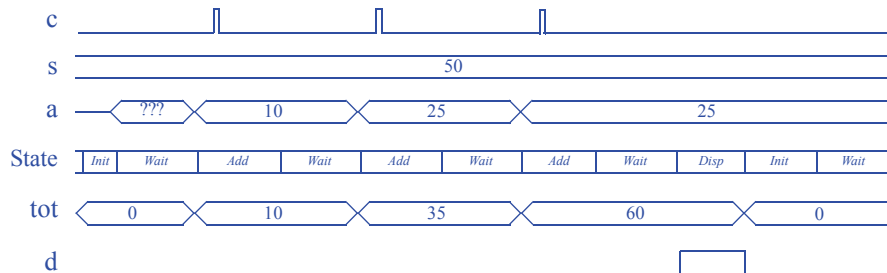 c
s 50
a ??? 10 25 25
State Init Wait Add Wait Add Wait Add Wait Disp Init Wait
tot 0 10 35 60 0
d